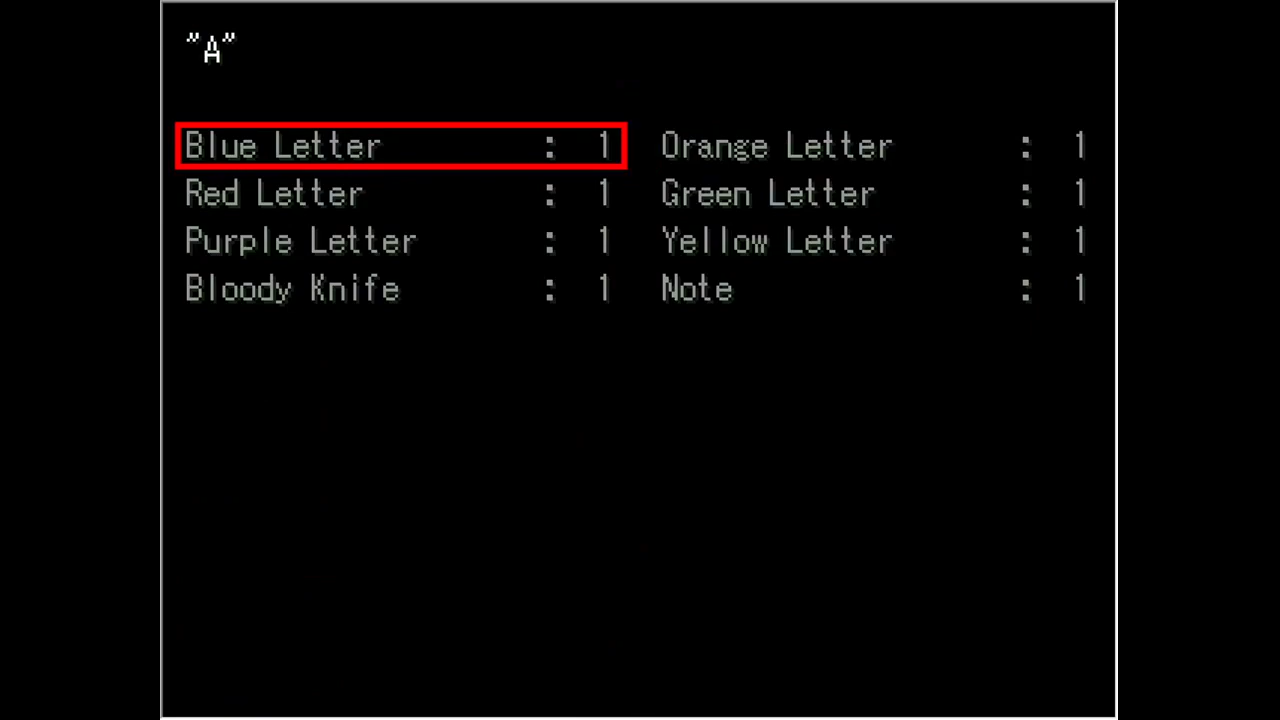 "A"
Blue Letter : 1 Orange Letter : 1
Red Letter : 1 Green Letter : 1
Purple Letter : 1 Yellow Letter : 1
Bloody Knife : 1 Note : 1